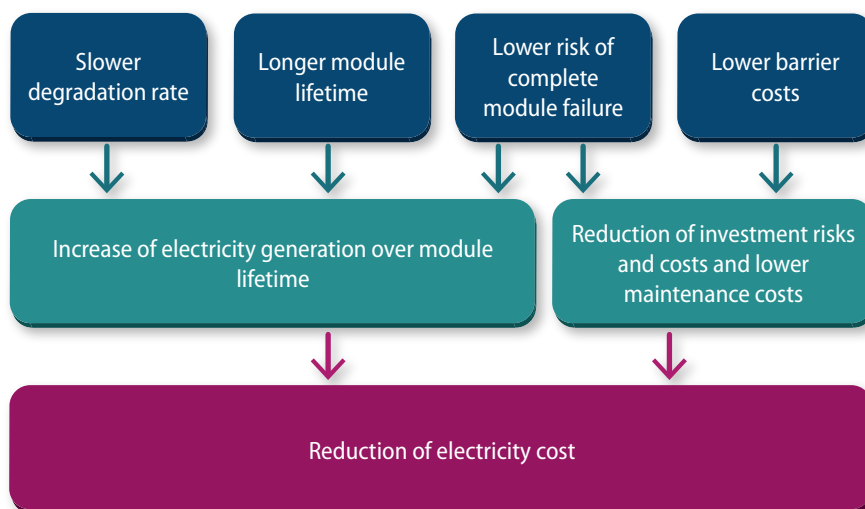 Slower
degradation rate
Longer module
lifetime
Lower risk of
complete
module failure
Lower barrier
costs
Increase of electricity generation over module
lifetime
Reduction of investment risks
and costs and lower
maintenance costs
Reduction of electricity cost